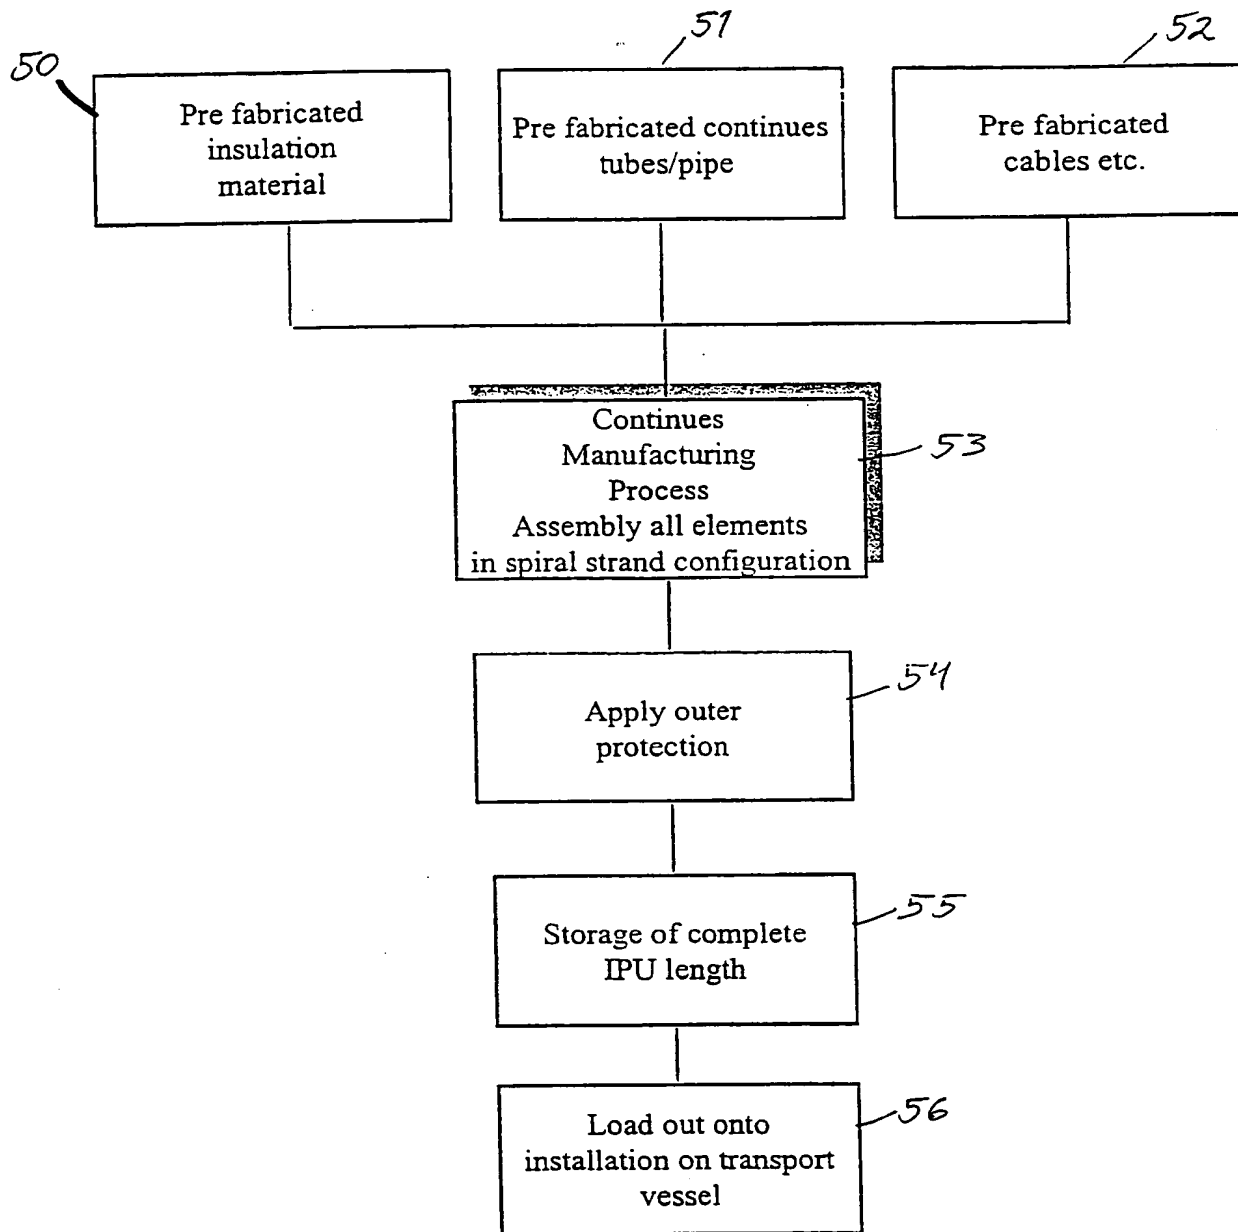 50
51
52
Pre fabricated
insulation
material
Pre fabricated continues
tubes/pipe
Pre fabricated
cables etc.
Continues
Manufacturing
Process
Assembly all elements
in spiral strand configuration
53
Apply outer
protection
54
Storage of complete
IPU length
55
Load out onto
installation on transport
vessel
56